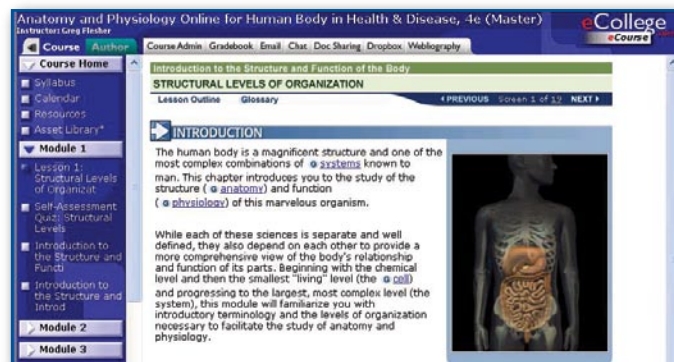 Anatomy and Physiology Online for Human Body in Health & Disease, 4e (Master)
Instructor: Greg Flesher
eCollege
eCourse
Course Author
Course Admin Gradebook Email Chat Doc Sharing Dropbox Webliography
Course Home
Syllabus
Calendar
Resources
Asset Library*
Module 1
Lesson 1:
Structural Levels
of Organizat
Self-Assessment
Quiz: Structural
Levels
Introduction to
the Structure and
Functi
Introduction to
the Structure and
Introd
Module 2
Module 3
Introduction to the Structure and Function of the Body
STRUCTURAL LEVELS OF ORGANIZATION
Lesson Outline Glossary PREVIOUS Screen 1 of 19 NEXT
INTRODUCTION
The human body is a magnificent structure and one of the
most complex combinations of systems known to
man. This chapter introduces you to the study of the
structure ( anatomy) and function
( physiology) of this marvelous organism.
While each of these sciences is separate and well
defined, they also depend on each other to provide a
more comprehensive view of the body's relationship
and function of its parts. Beginning with the chemical
level and then the smallest "living" level (the cell)
and progressing to the largest, most complex level (the
system), this module will familiarize you with
introductory terminology and the levels of organization
necessary to facilitate the study of anatomy and
physiology.